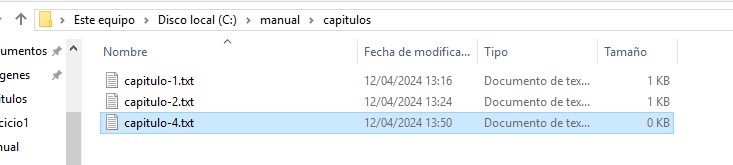 Este equipo > Disco local (C:) > manual > capitulos
Nombre Fecha de modifica... Tipo Tamaño
capitulo-1.txt 12/04/2024 13:16 Documento de tex... 1 KB
capitulo-2.txt 12/04/2024 13:24 Documento de tex... 1 KB
capitulo-4.txt 12/04/2024 13:50 Documento de tex... 0 KB
cumentos
ágenes
itulos
cicio1
nual